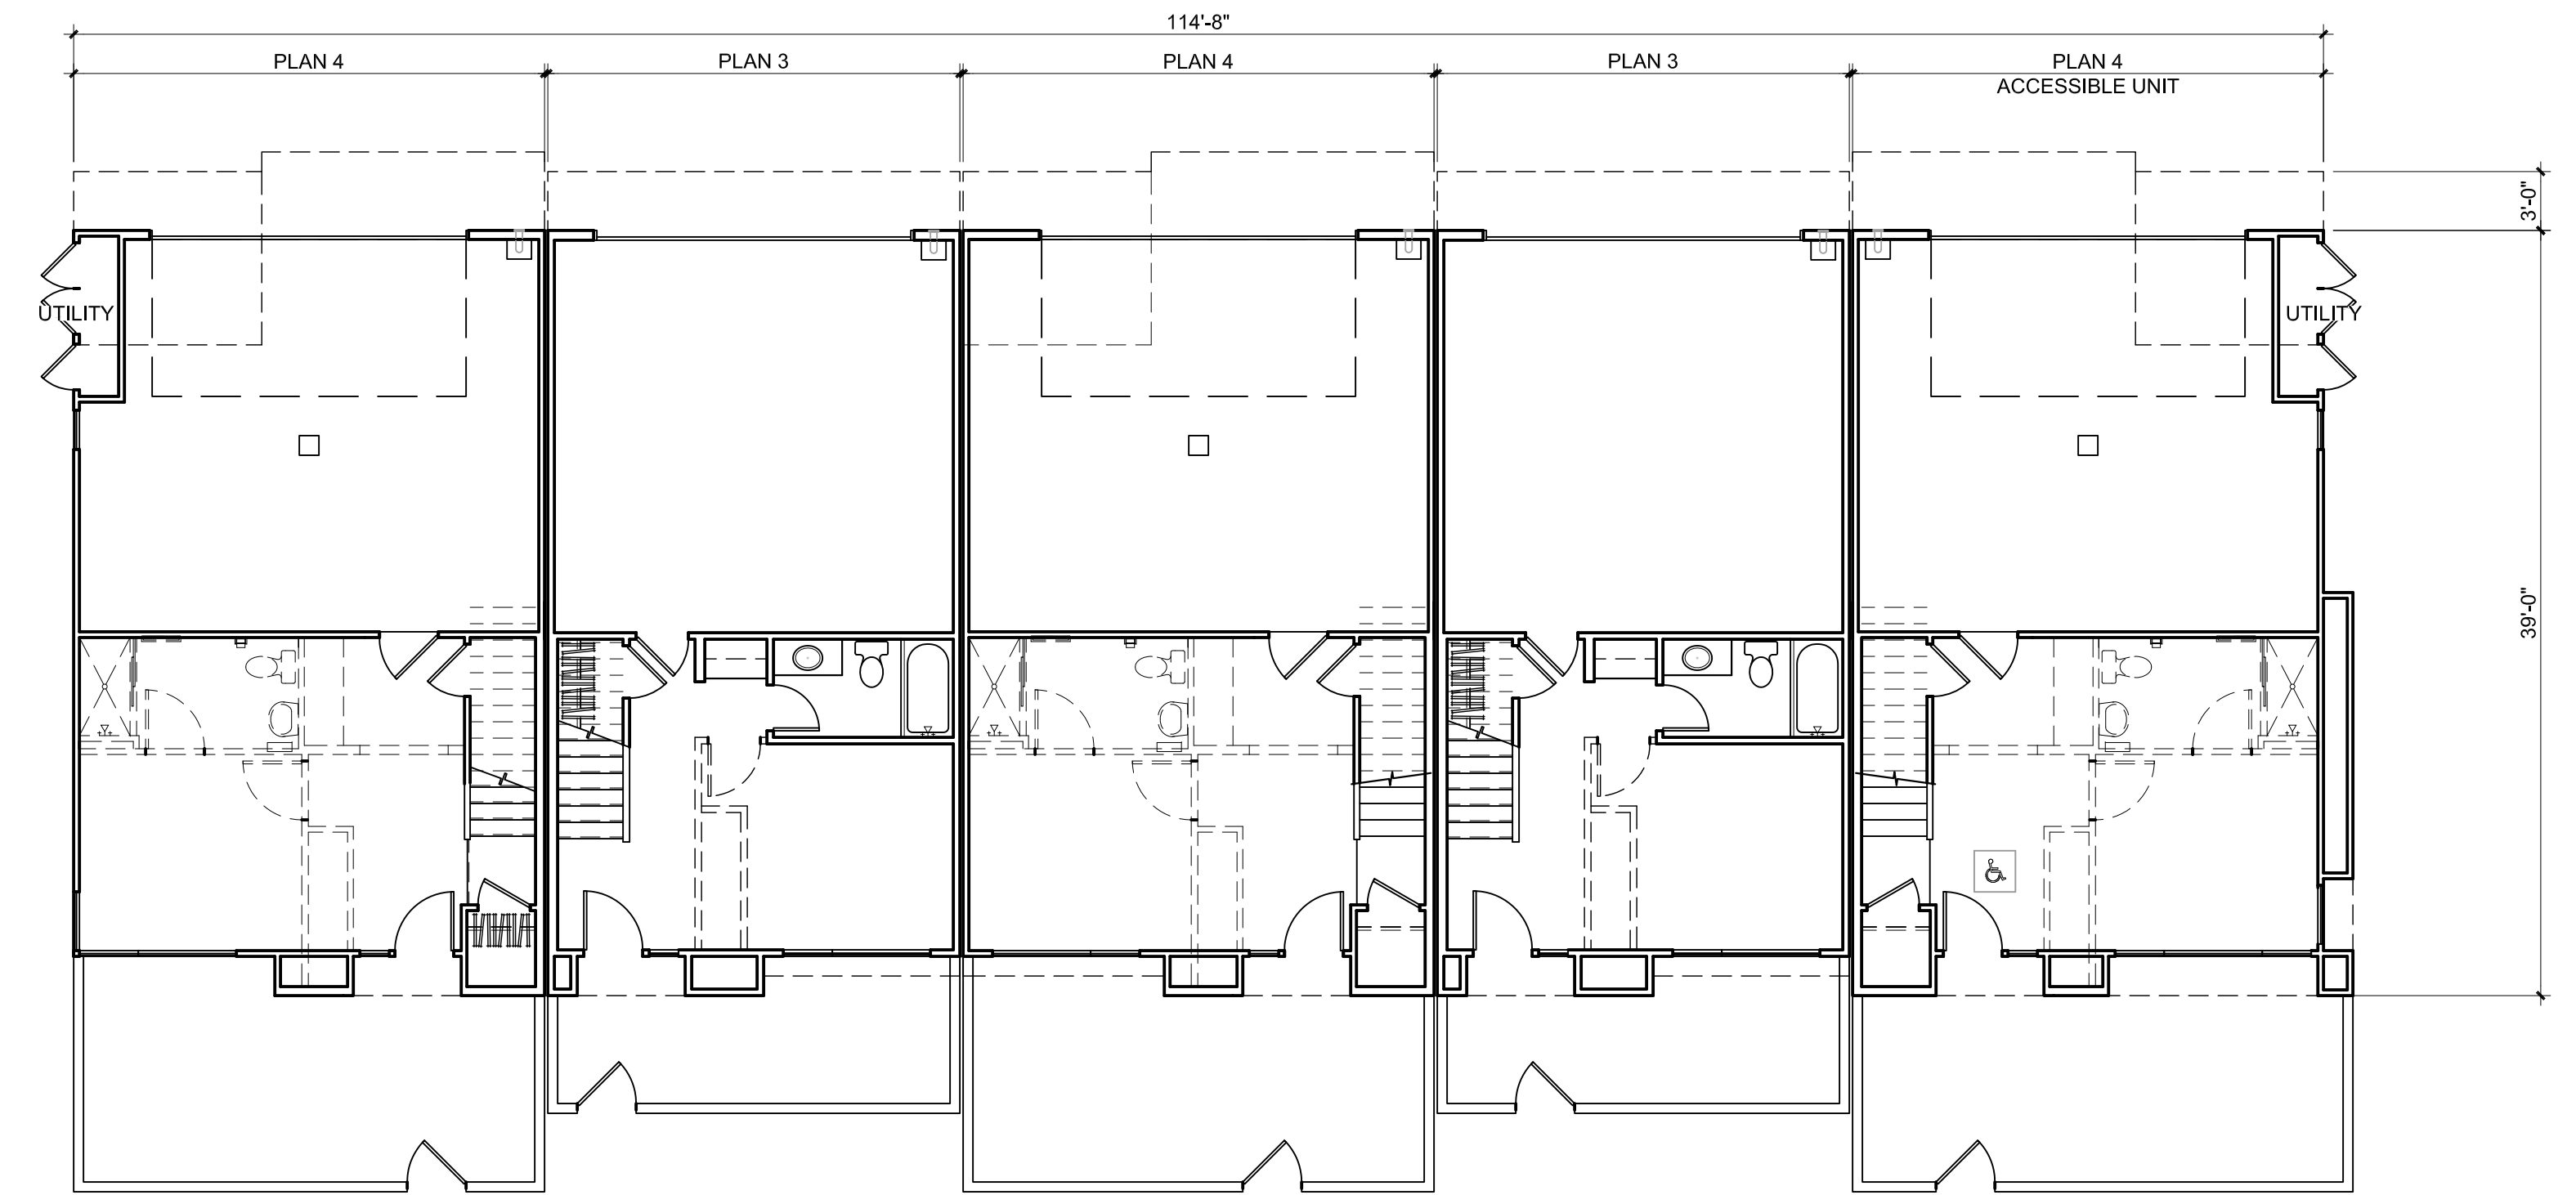 114'-8"
PLAN 4
PLAN 3
PLAN 4
PLAN 3
PLAN 4
ACCESSIBLE UNIT
3'-0"
UTILITY
UTILITY
39'-0"